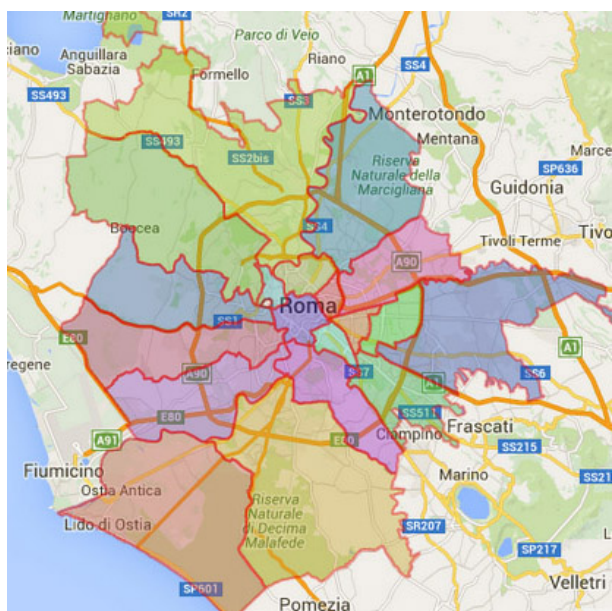 Martignano
SR2
Parco di Veio
ciano
Anguillara
Sabazia
Formello
Riano
A1
SS4
SS493
SS3
Monterotondo
Mentana
Marce
SS493
SS2bis
Riserva
Naturale della
Marcigliana
SP636
Guidonia
Boccea
SS4
Tivoli Terme
Tivo
A90
Roma
SS1
E80
A1
regene
A90
SS7
A1
SS6
E80
SS511
Frascati
A91
E80
Ciampino
SS215
Fiumicino
Marino
SS21
Ostia Antica
Riserva
Naturale
di Decima
Malafede
Lido di Ostia
SR207
SP217
SP601
Velletri
Pomezia
L